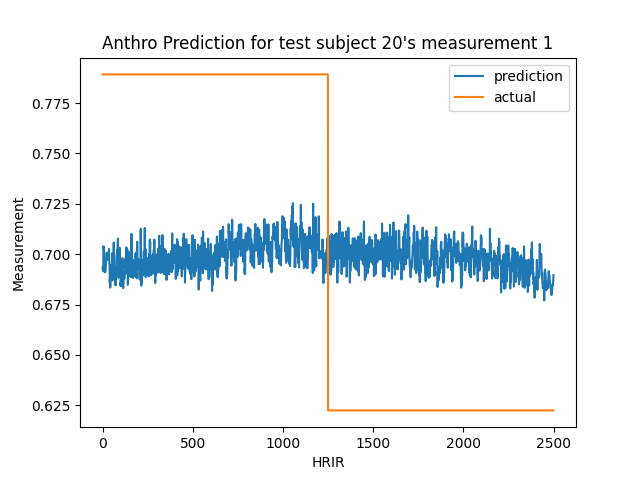 Anthro Prediction for test subject 20's measurement 1
prediction
actual
Measurement
0.775
0.750
0.725
0.700
0.675
0.650
0.625
0 500 1000 1500 2000 2500
HRIR